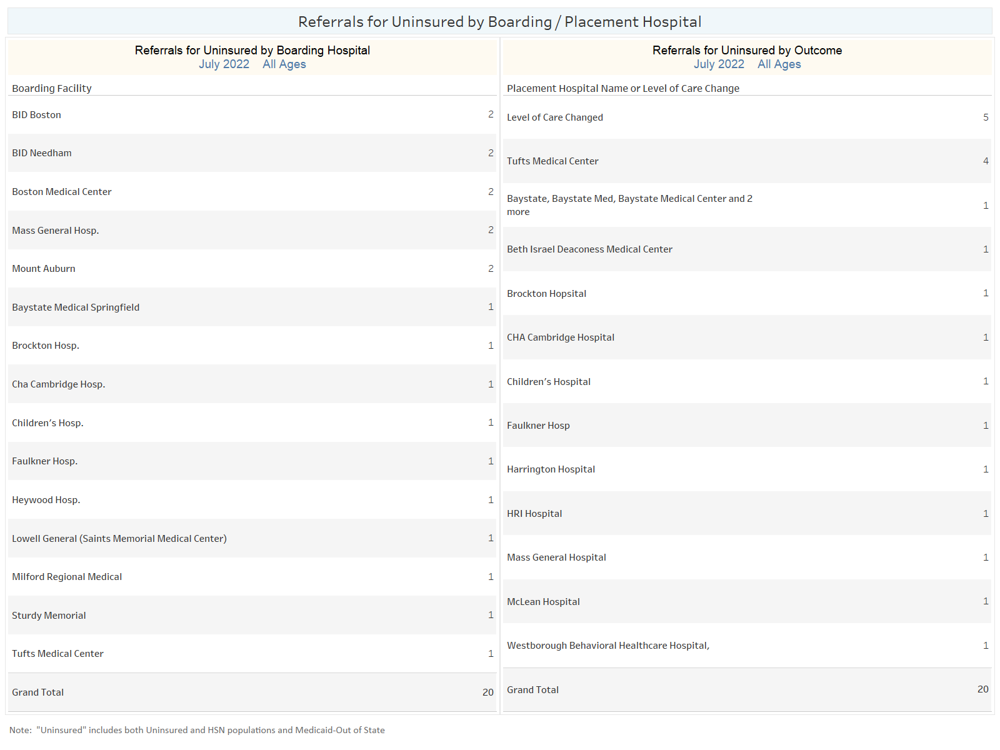 Referrals for Uninsured by Boarding / Placement Hospital
Referrals for Uninsured by Boarding Hospital
July 2022 All Ages
Boarding Facility
BID Boston 2
BID Needham 2
Boston Medical Center 2
Mass General Hosp. 2
Mount Auburn 2
Baystate Medical Springfield 1
Brockton Hosp. 1
Cha Cambridge Hosp. 1
Children's Hosp. 1
Faulkner Hosp. 1
Heywood Hosp. 1
Lowell General (Saints Memorial Medical Center) 1
Milford Regional Medical 1
Sturdy Memorial 1
Tufts Medical Center 1
Grand Total 20
Referrals for Uninsured by Outcome
July 2022 All Ages
Placement Hospital Name or Level of Care Change
Level of Care Changed 5
Tufts Medical Center 4
Baystate, Baystate Med, Baystate Medical Center and 2
more 1
Beth Israel Deaconess Medical Center 1
Brockton Hopsital 1
CHA Cambridge Hospital 1
Children's Hospital 1
Faulkner Hosp 1
Harrington Hospital 1
HRI Hospital 1
Mass General Hospital 1
McLean Hospital 1
Westborough Behavioral Healthcare Hospital, 1
Grand Total 20
Note: "Uninsured" includes both Uninsured and HSN populations and Medicaid-Out of State